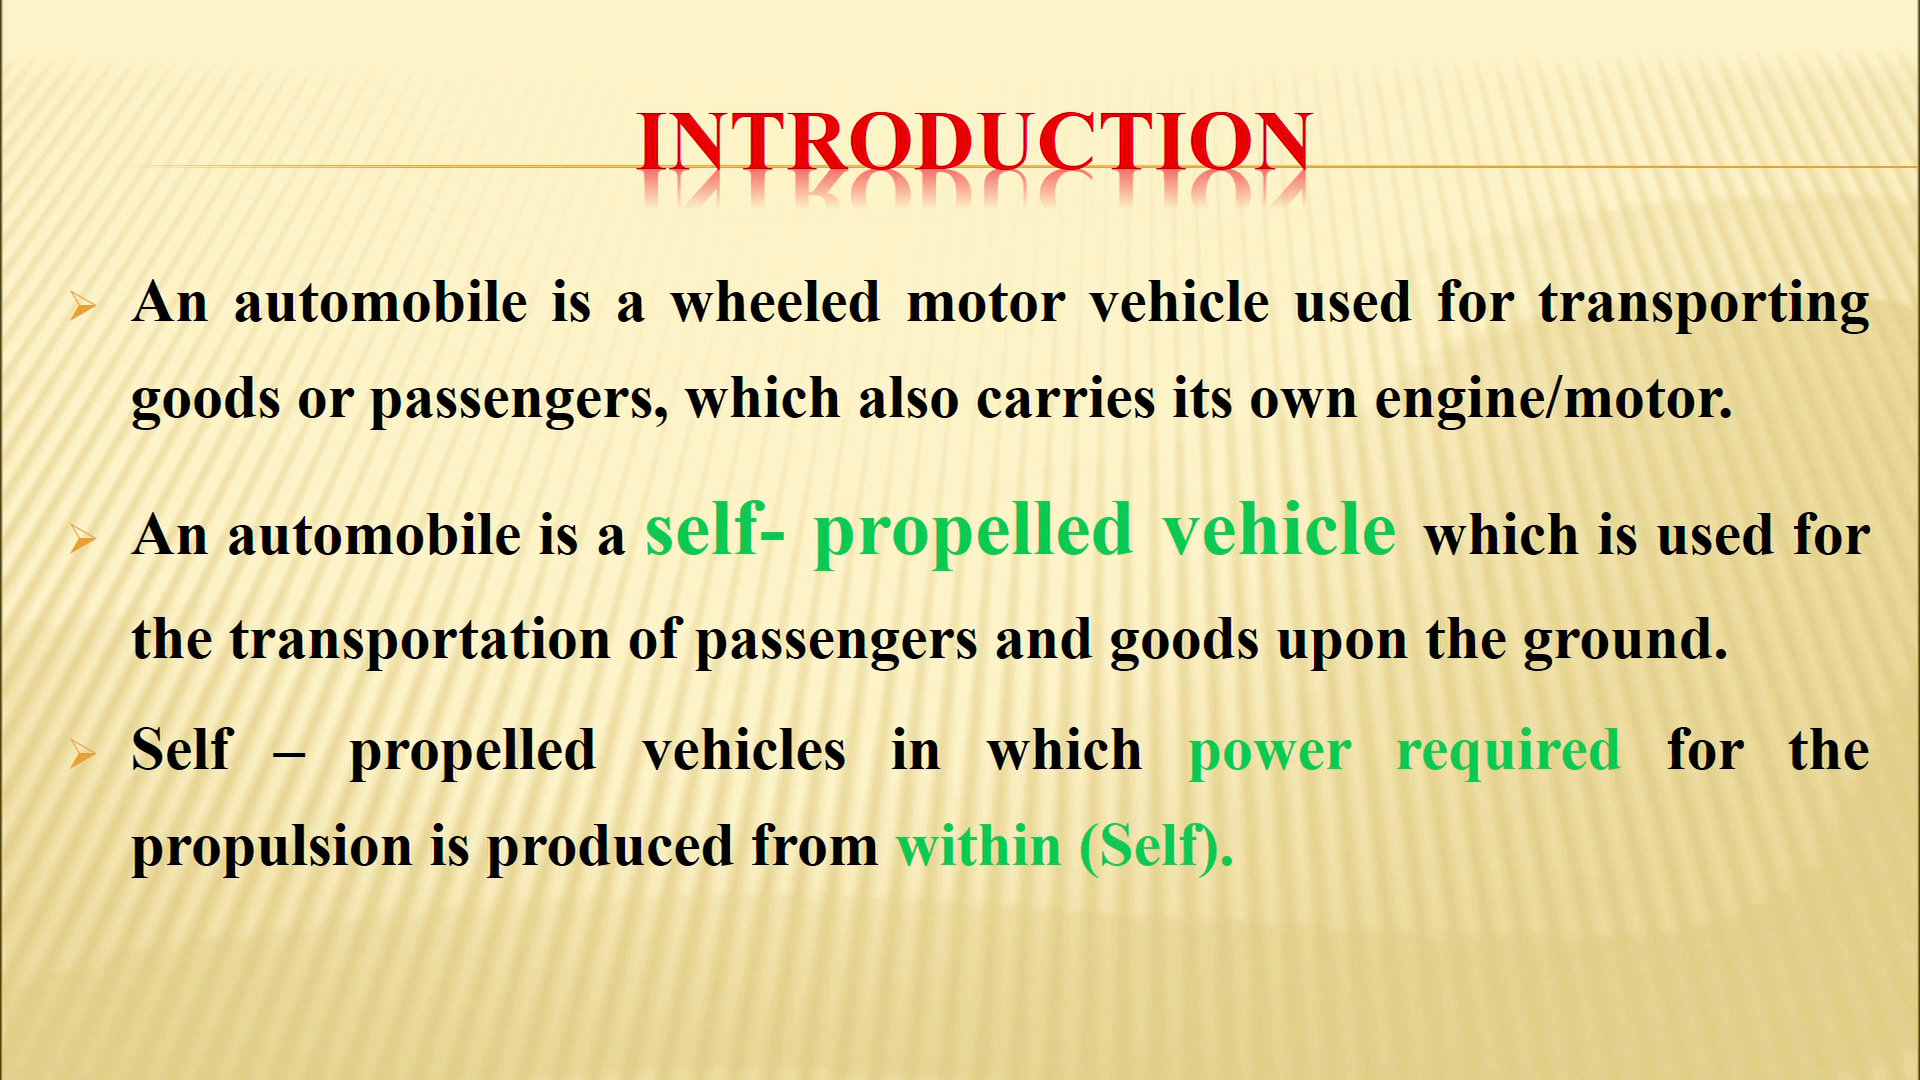 INTRODUCTION
An automobile is a wheeled motor vehicle used for transporting
goods or passengers, which also carries its own engine/motor.
An automobile is a self- propelled vehicle which is used for
the transportation of passengers and goods upon the ground.
Self – propelled vehicles in which power required for the
propulsion is produced from within (Self).